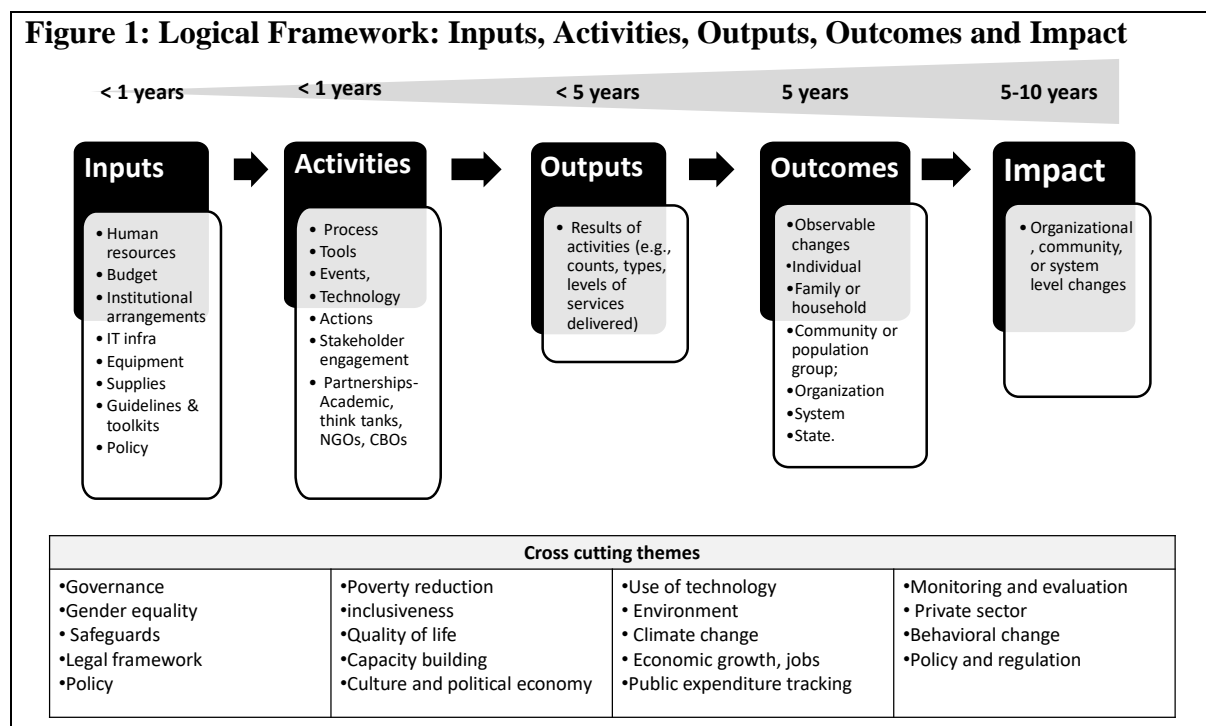 Figure 1: Logical Framework: Inputs, Activities, Outputs, Outcomes and Impact
< 1 years
< 1 years
< 5 years
5 years
5-10 years
Inputs
• Human
resources
• Budget
• Institutional
arrangements
• IT infra
• Equipment
• Supplies
• Guidelines &
toolkits
• Policy
Activities
• Process
• Tools
• Events,
• Technology
• Actions
• Stakeholder
engagement
• Partnerships-
Academic,
think tanks,
NGOs, CBOs
Outputs
• Results of
activities (e.g.,
counts, types,
levels of
services
delivered)
Outcomes
•Observable
changes
•Individual
•Family or
household
•Community or
population
group;
•Organization
•System
•State.
Impact
• Organizational
, community,
or system
level changes
Cross cutting themes
•Governance
•Gender equality
• Safeguards
•Legal framework
•Policy
•Poverty reduction
•inclusiveness
•Quality of life
•Capacity building
•Culture and political economy
•Use of technology
• Environment
• Climate change
• Economic growth, jobs
•Public expenditure tracking
•Monitoring and evaluation
• Private sector
•Behavioral change
•Policy and regulation